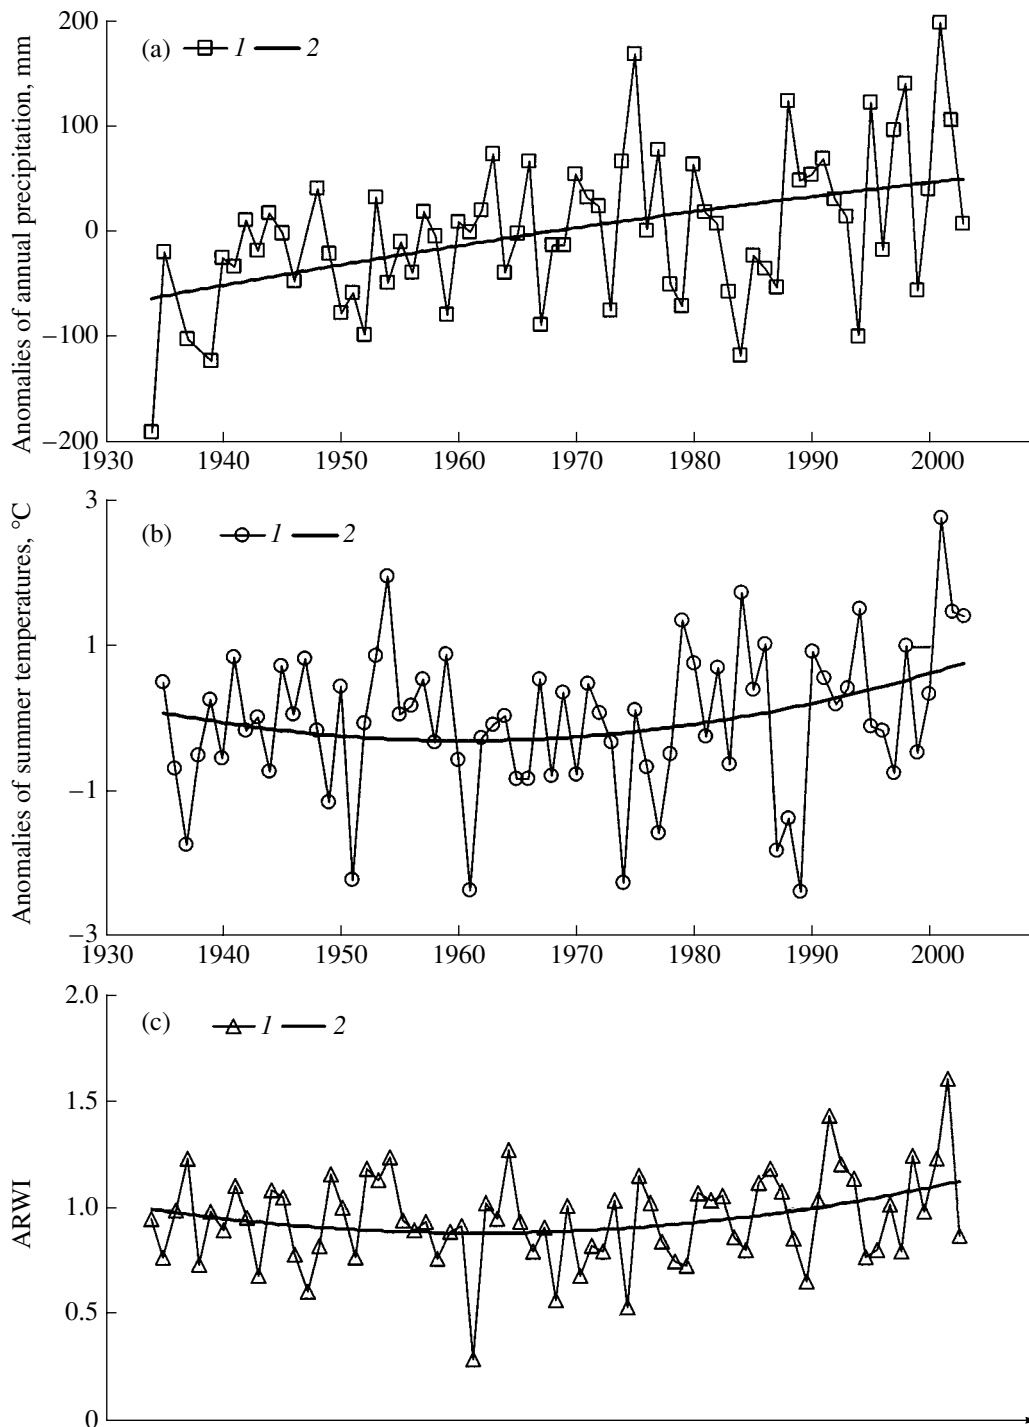 200
(a) 1 2
100
0
−100
−200
Anomalies of annual precipitation, mm
1930 1940 1950 1960 1970 1980 1990 2000
3
(b) 1 2
1
−1
−3
Anomalies of summer temperatures, °C
1930 1940 1950 1960 1970 1980 1990 2000
2.0
(c) 1 2
1.5
1.0
0.5
0
ARWI